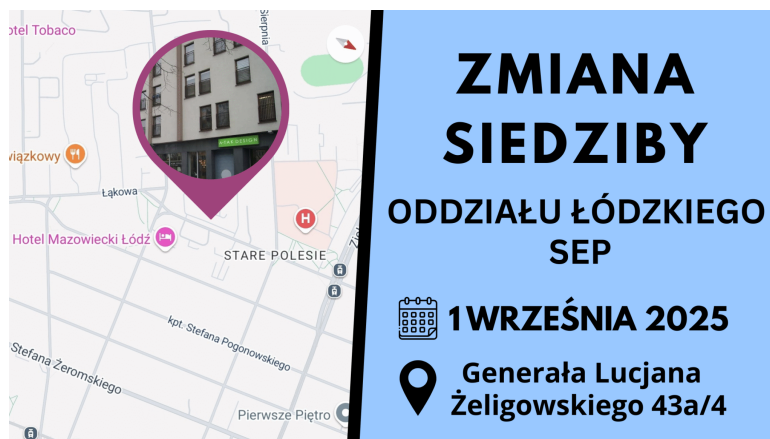 otel Tobaco
Sierpnia
wiązkowy
Łąkowa
H
Hotel Mazowiecki Łódź
STARE POLESIE
kpt. Stefana Pogonowskiego
Stefana Żeromskiego
Pierwsze Piętro
ZMIANA
SIEDZIBY
ODDZIAŁU ŁÓDZKIEGO
SEP
1 WRZEŚNIA 2025
Generała Lucjana
Żeligowskiego 43a/4